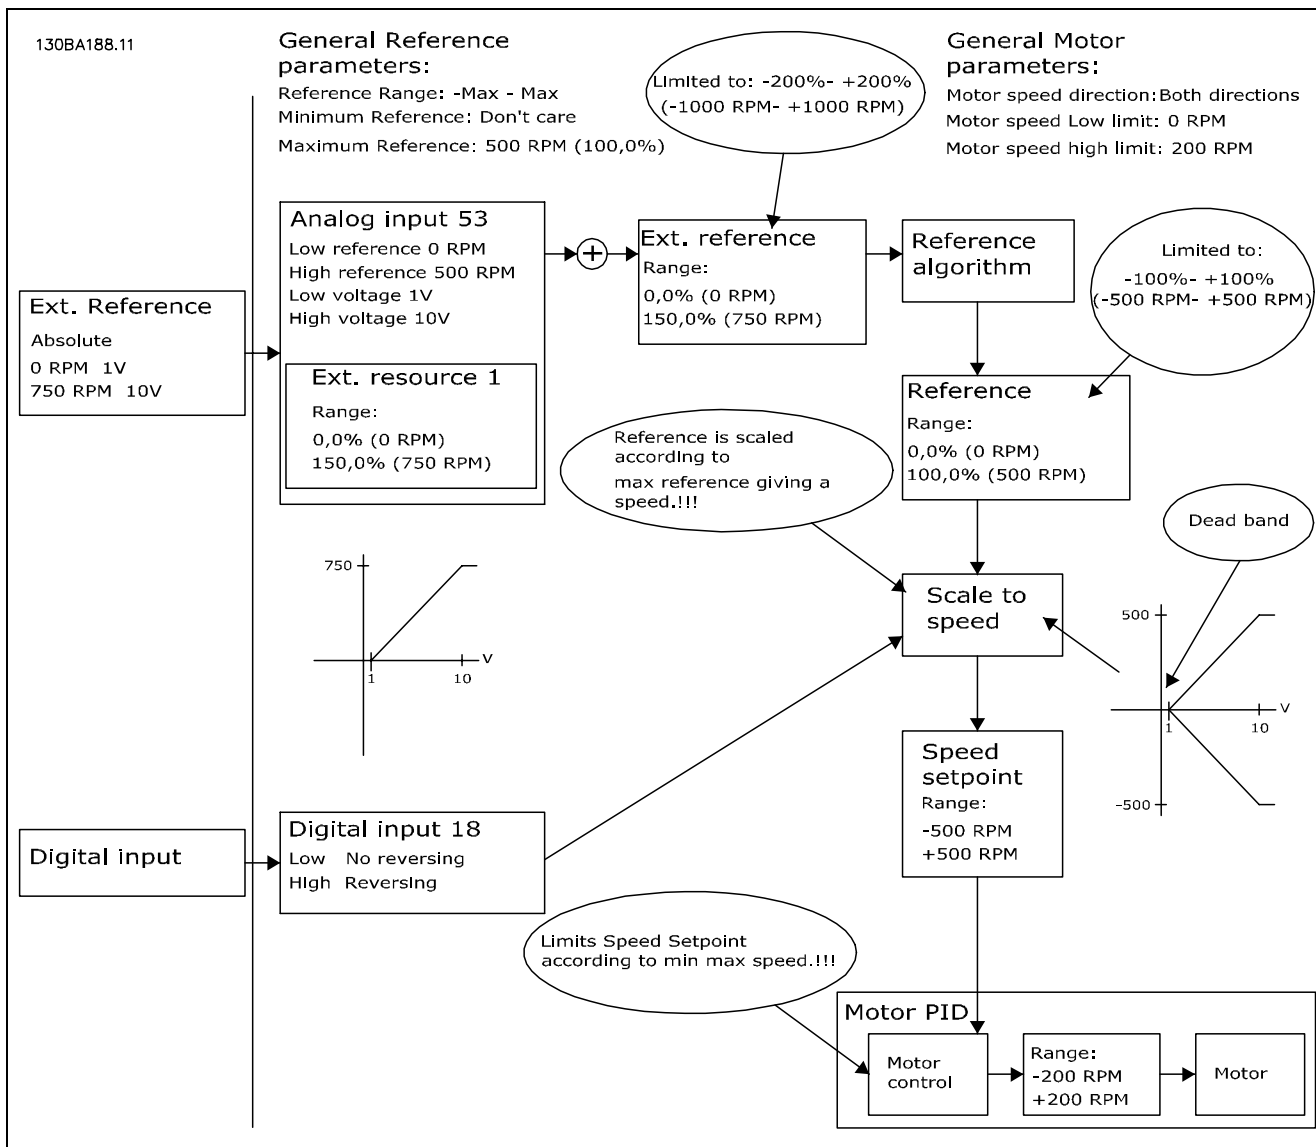 130BA188.11
General Reference
parameters:
Reference Range: -Max - Max
Minimum Reference: Don't care
Maximum Reference: 500 RPM (100,0%)
Limited to: -200%- +200%
(-1000 RPM- +1000 RPM)
General Motor
parameters:
Motor speed direction:Both directions
Motor speed Low limit: 0 RPM
Motor speed high limit: 200 RPM
Ext. Reference
Absolute
0 RPM 1V
750 RPM 10V
Analog input 53
Low reference 0 RPM
High reference 500 RPM
Low voltage 1V
High voltage 10V
Ext. resource 1
Range:
0,0% (0 RPM)
150,0% (750 RPM)
+
Ext. reference
Range:
0,0% (0 RPM)
150,0% (750 RPM)
Reference
algorithm
Limited to:
-100%- +100%
(-500 RPM- +500 RPM)
Reference
Range:
0,0% (0 RPM)
100,0% (500 RPM)
Reference is scaled
according to
max reference giving a
speed.!!!
Dead band
750
V
1
10
Scale to
speed
500
V
1
10
-500
Speed
setpoint
Range:
-500 RPM
+500 RPM
Digital input
Digital input 18
Low No reversing
High Reversing
Limits Speed Setpoint
according to min max speed.!!!
Motor PID
Motor
control
Range:
-200 RPM
+200 RPM
Motor